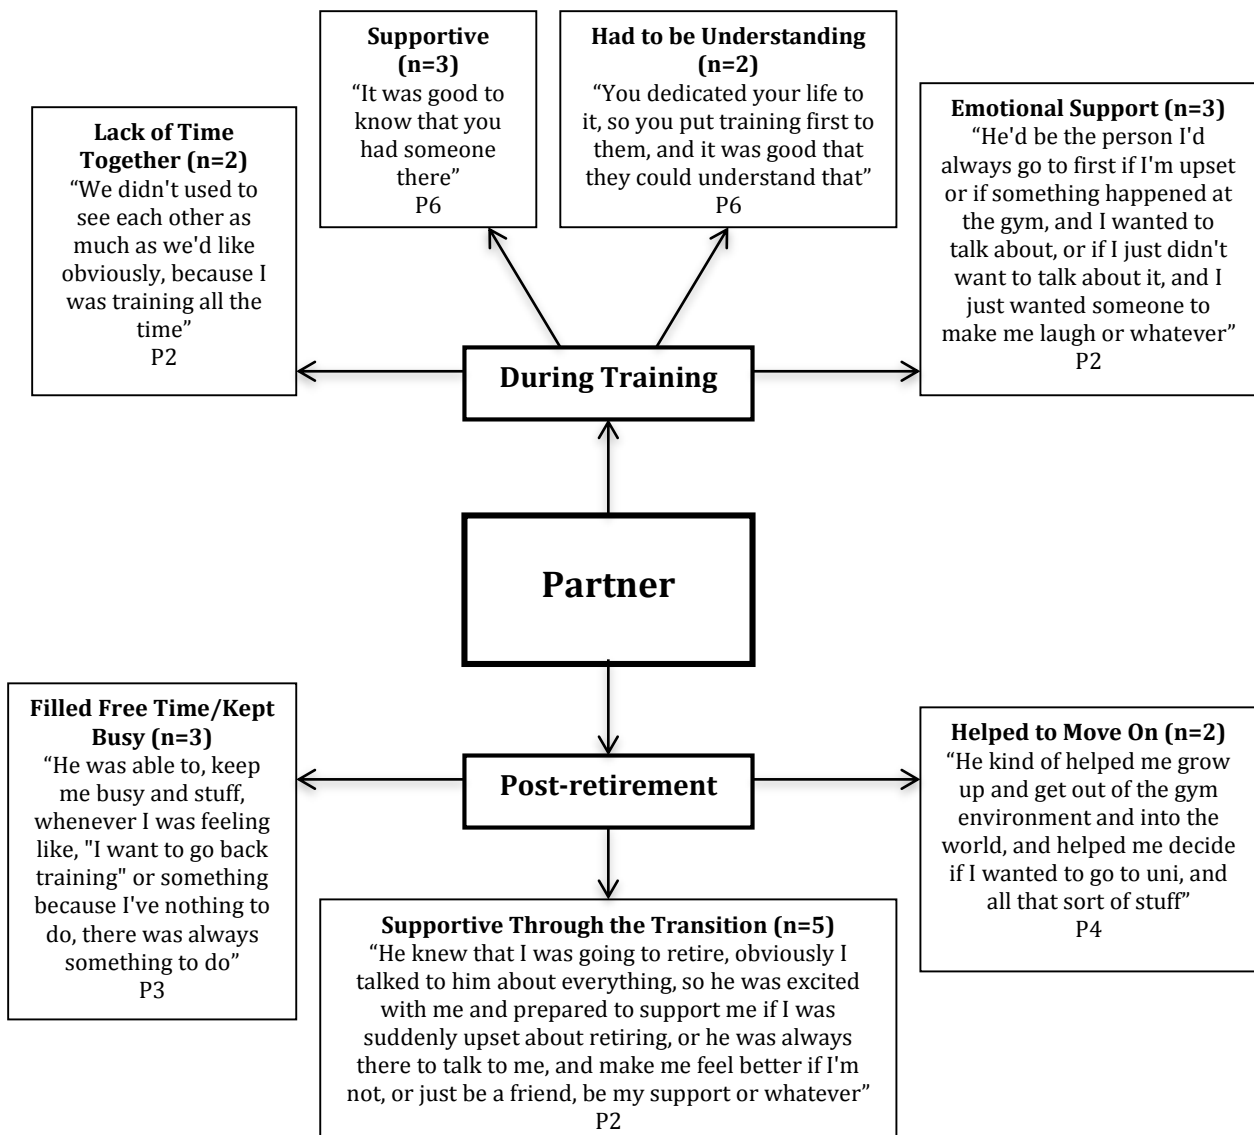 Supportive
(n=3)
“It was good to
know that you
had someone
there”
P6
Had to be Understanding
(n=2)
“You dedicated your life to
it, so you put training first to
them, and it was good that
they could understand that”
P6
Lack of Time
Together (n=2)
“We didn't used to
see each other as
much as we'd like
obviously, because I
was training all the
time”
P2
Emotional Support (n=3)
“He'd be the person I'd
always go to first if I'm upset
or if something happened at
the gym, and I wanted to
talk about, or if I just didn't
want to talk about it, and I
just wanted someone to
make me laugh or whatever”
P2
During Training
Partner
Post-retirement
Filled Free Time/Kept
Busy (n=3)
“He was able to, keep
me busy and stuff,
whenever I was feeling
like, "I want to go back
training" or something
because I've nothing to
do, there was always
something to do”
P3
Helped to Move On (n=2)
“He kind of helped me grow
up and get out of the gym
environment and into the
world, and helped me decide
if I wanted to go to uni, and
all that sort of stuff”
P4
Supportive Through the Transition (n=5)
“He knew that I was going to retire, obviously I
talked to him about everything, so he was excited
with me and prepared to support me if I was
suddenly upset about retiring, or he was always
there to talk to me, and make me feel better if I'm
not, or just be a friend, be my support or whatever”
P2